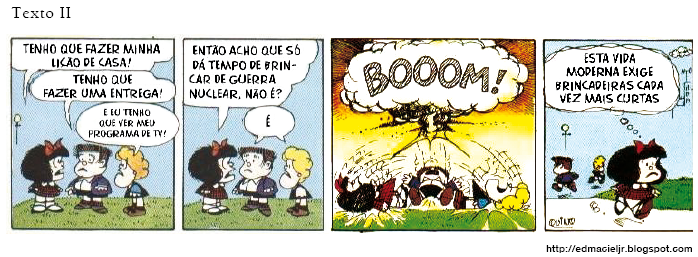 Texto II
TENHO QUE FAZER MINHA
LIÇÃO DE CASA!
TENHO QUE
FAZER UMA ENTREGA!
E EU TENHO
QUE VER MEU
PROGRAMA DE TV!
ENTÃO ACHO QUE SÓ
DÁ TEMPO DE BRIN-
CAR DE GUERRA
NUCLEAR, NÃO É?
É
BOOOM!
ESTA VIDA
MODERNA EXIGE
BRINCADEIRAS CADA
VEZ MAIS CURTAS
©QUINO
http://edmacieljr.blogspot.com